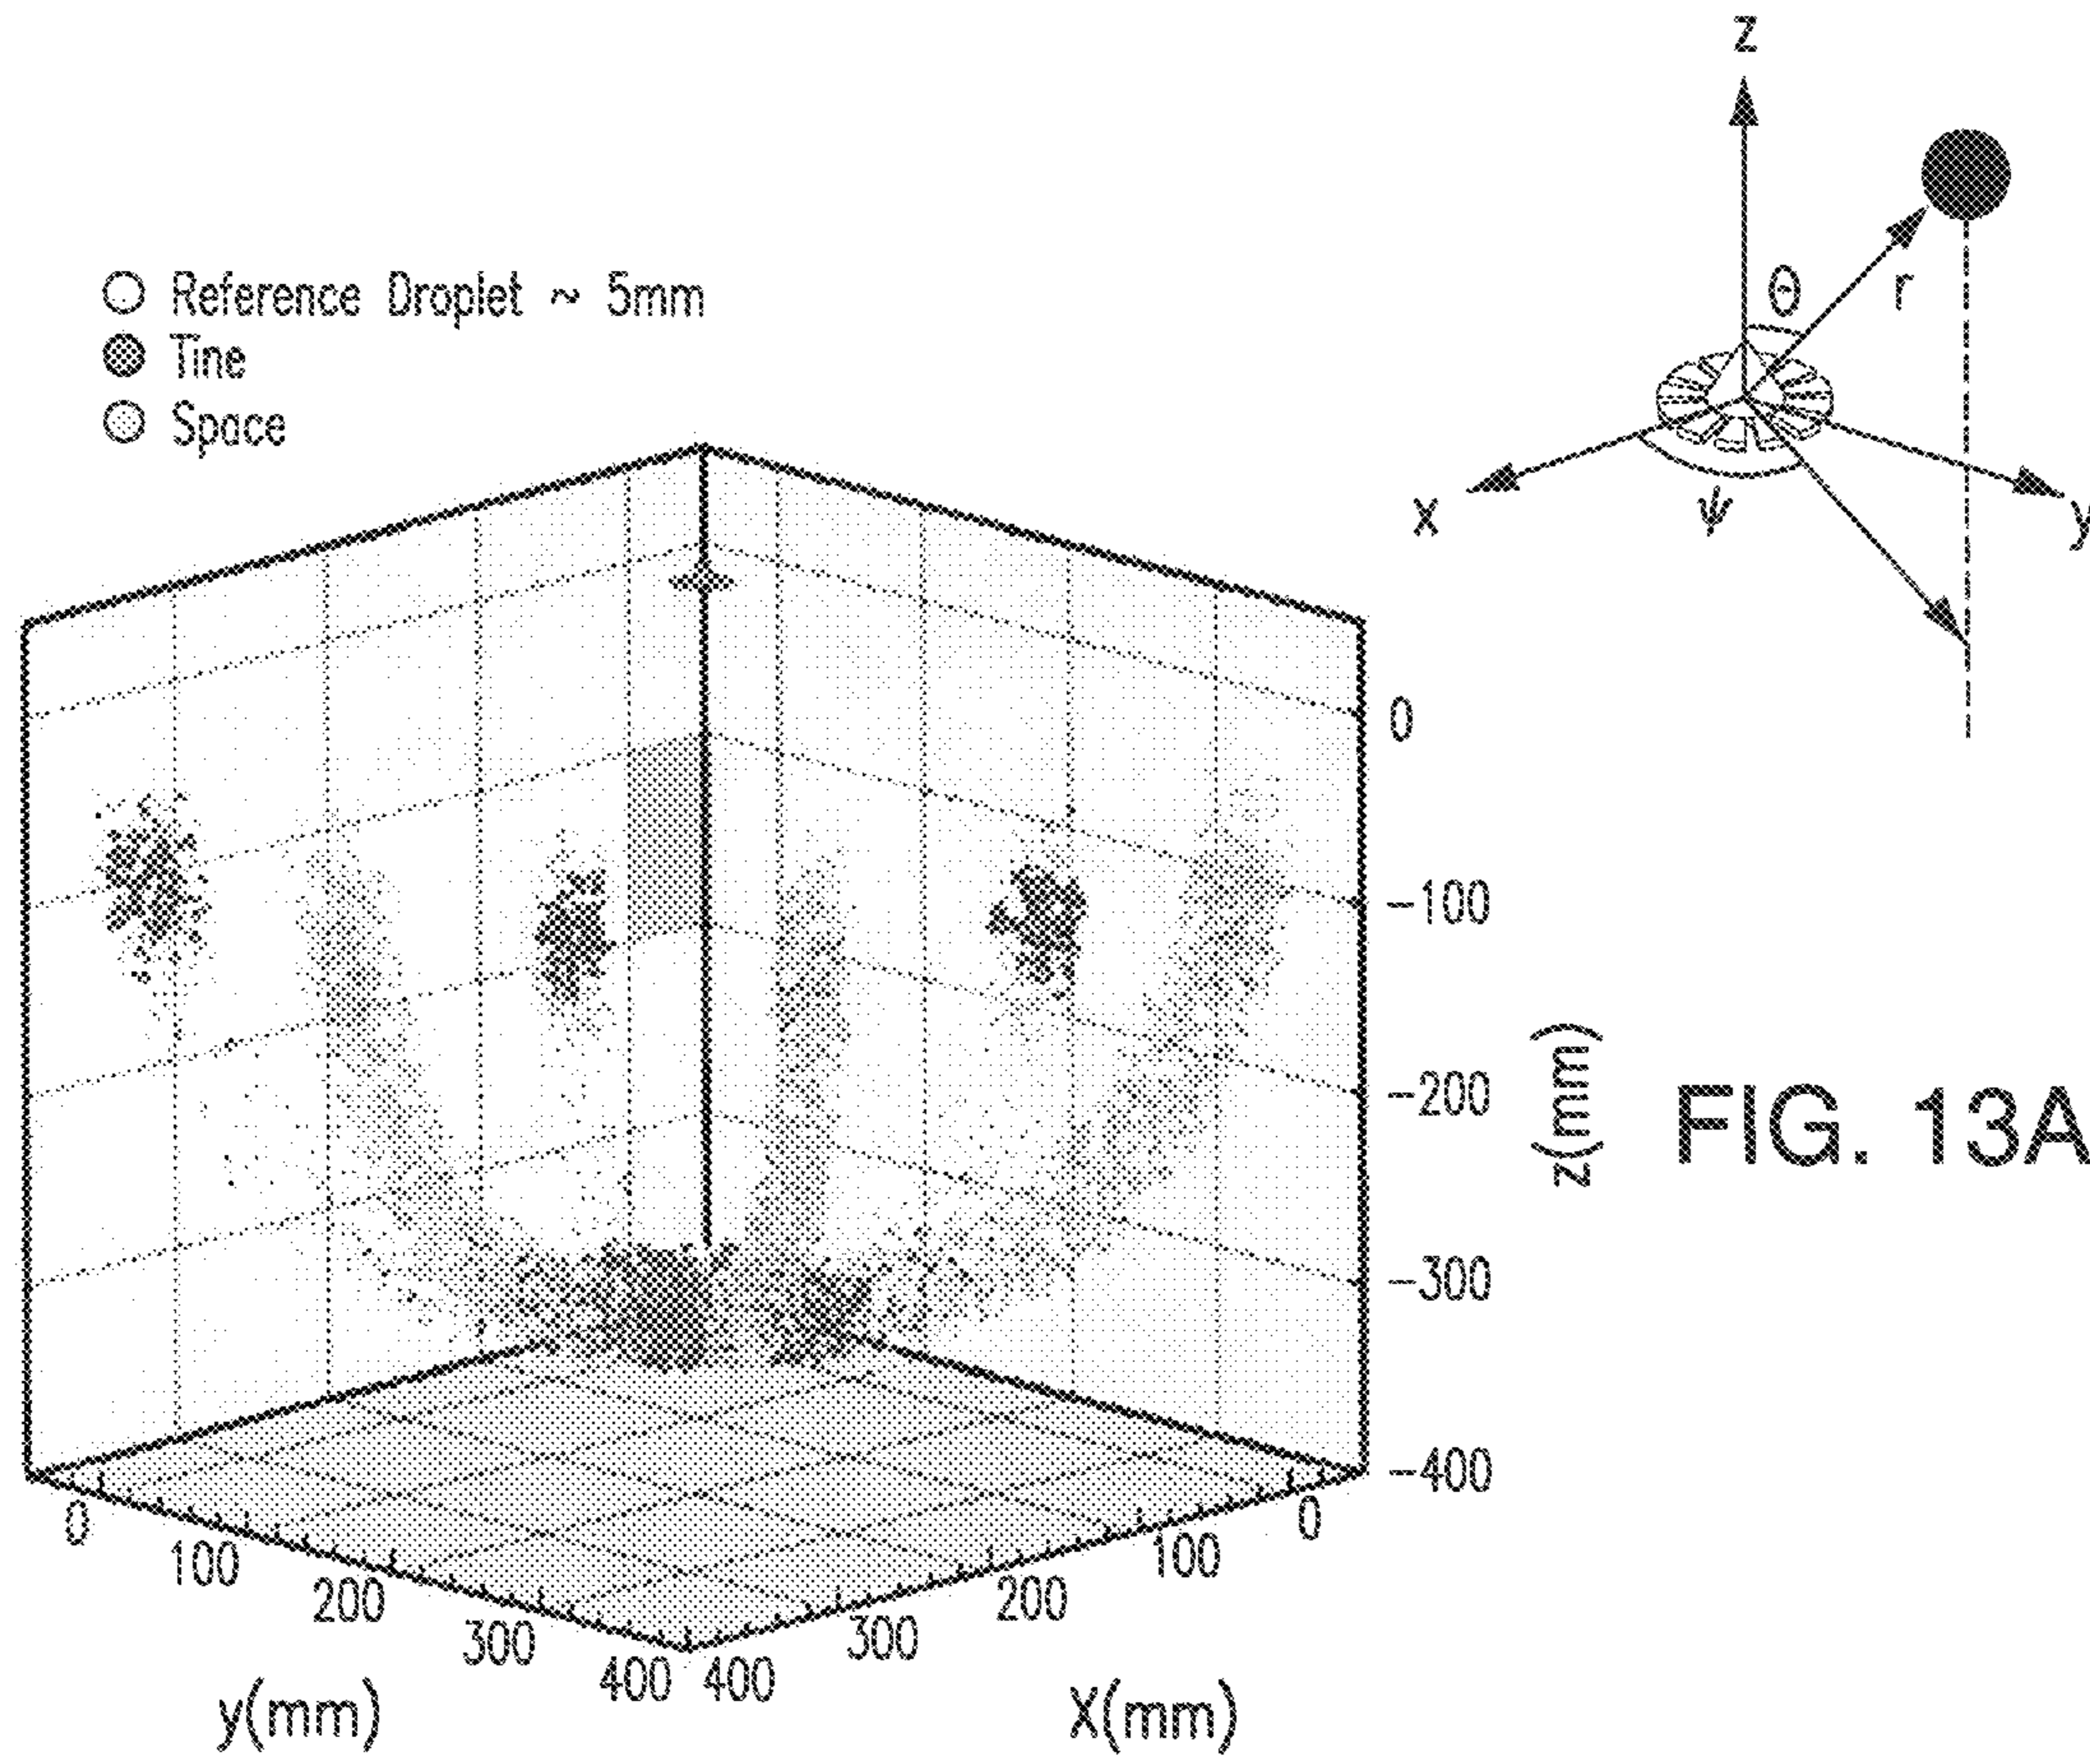 z
Reference Droplet ~ 5mm
Tine
Space
Θ
r
x
ψ
y
0
-100
-200
-300
-400
z(mm)
FIG. 13A
0
100
200
300
400
y(mm)
400
300
200
100
0
X(mm)